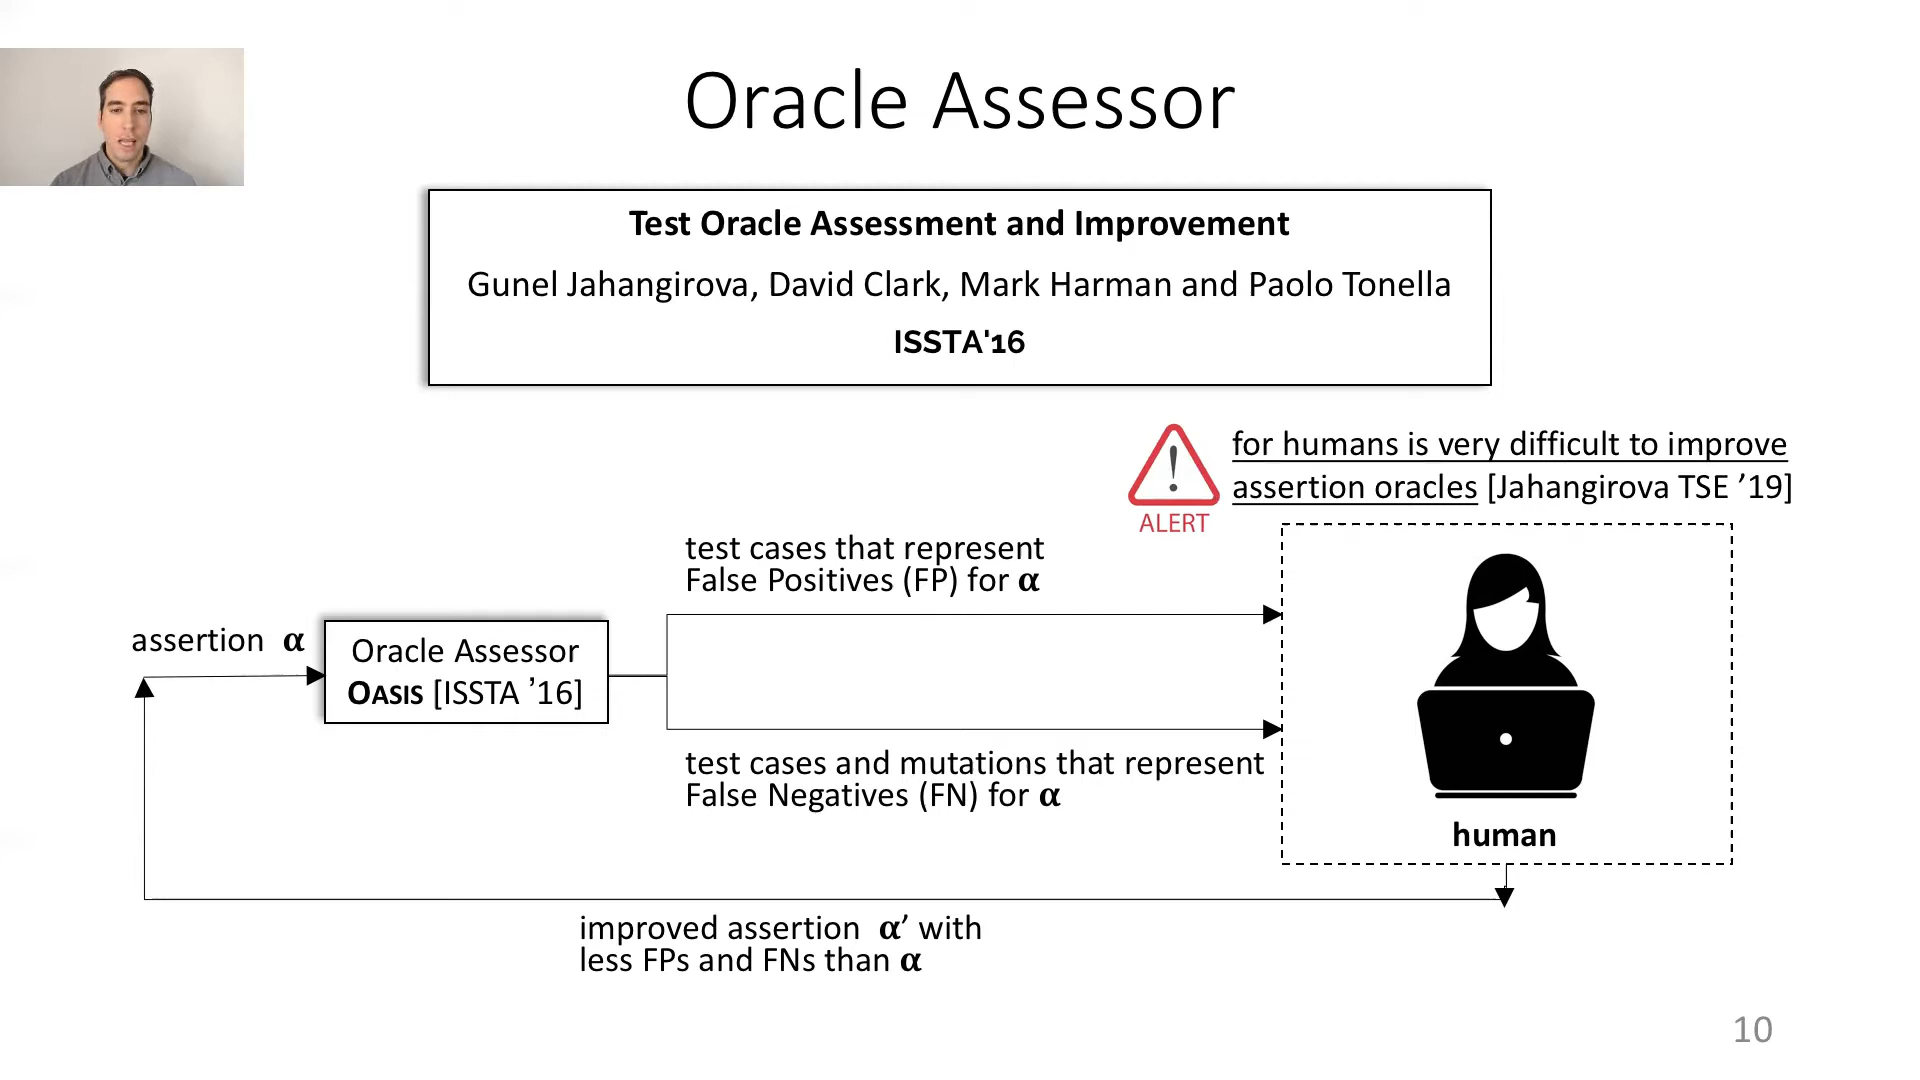 Oracle Assessor
Test Oracle Assessment and Improvement
Gunel Jahangirova, David Clark, Mark Harman and Paolo Tonella
ISSTA'16
for humans is very difficult to improve
assertion oracles [Jahangirova TSE ’19]
ALERT
test cases that represent
False Positives (FP) for α
assertion α
Oracle Assessor
OASIS [ISSTA ’16]
test cases and mutations that represent
False Negatives (FN) for α
human
improved assertion α’ with
less FPs and FNs than α
10